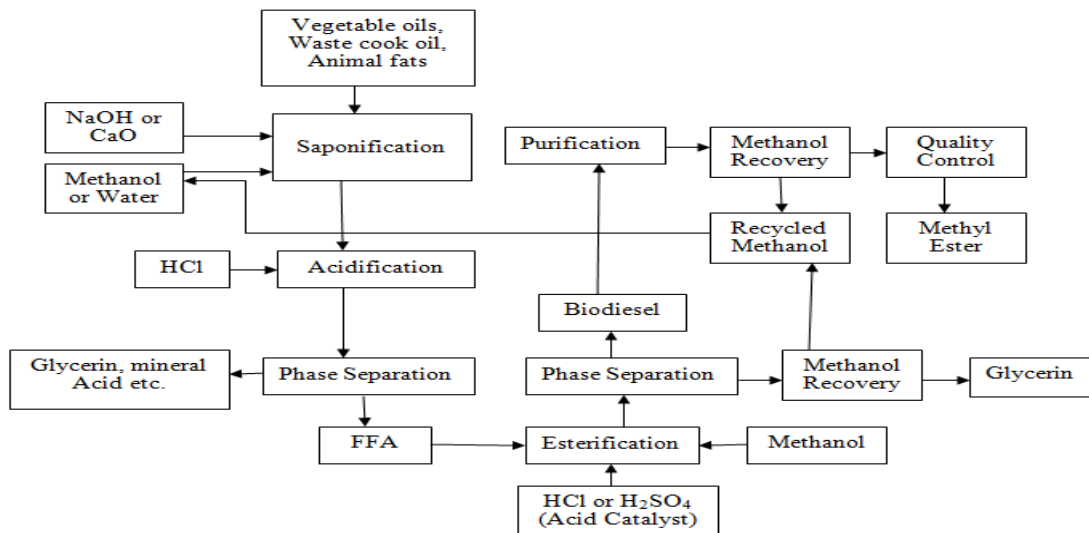 Vegetable oils,
Waste cook oil,
Animal fats
NaOH or
CaO
Saponification
Methanol
or Water
HCl
Acidification
Glycerin, mineral
Acid etc.
Phase Separation
FFA
Purification
Methanol
Recovery
Quality
Control
Recycled
Methanol
Methyl
Ester
Biodiesel
Phase Separation
Methanol
Recovery
Glycerin
Esterification
Methanol
HCl or H₂SO₄
(Acid Catalyst)